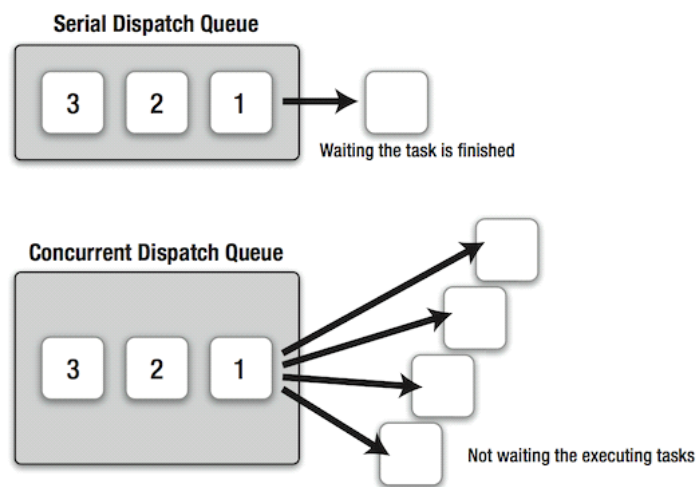 Serial Dispatch Queue
3 2 1
Waiting the task is finished
Concurrent Dispatch Queue
3 2 1
Not waiting the executing tasks